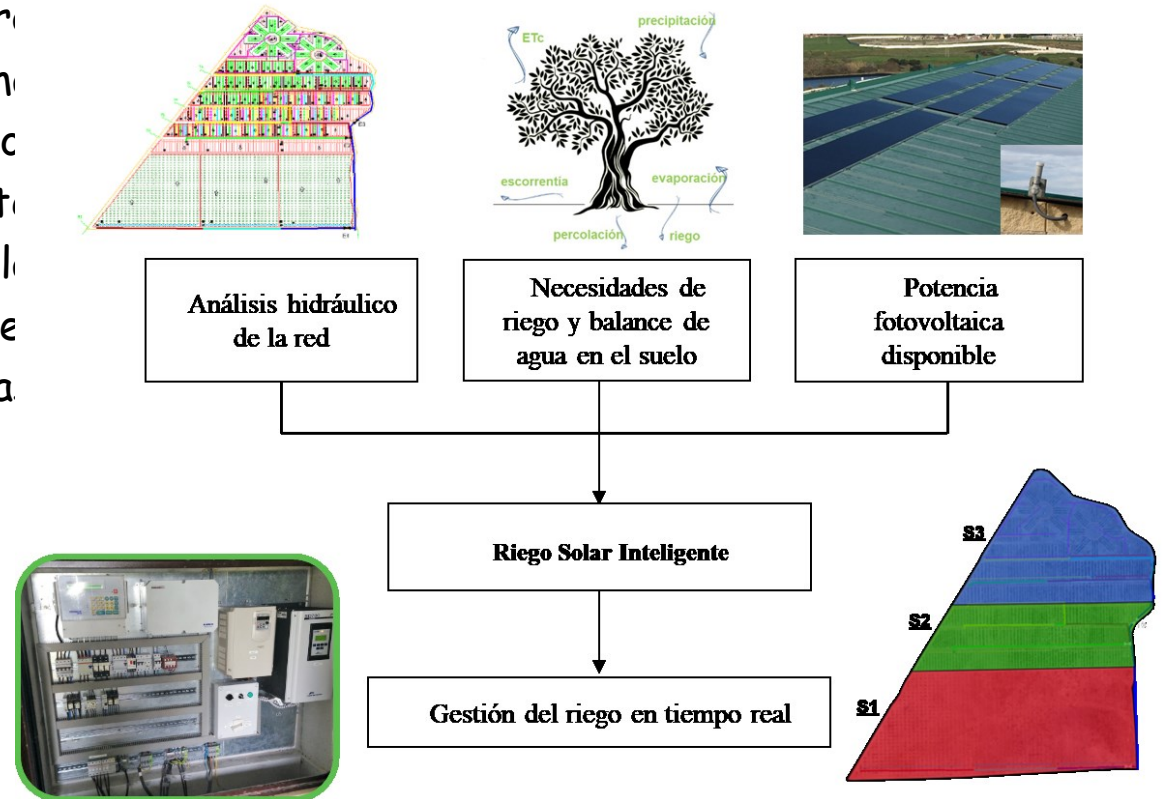 precipitación
ETc
escorrentía
evaporación
percolación
riego
Análisis hidráulico
de la red
Necesidades de
riego y balance de
agua en el suelo
Potencia
fotovoltaica
disponible
Riego Solar Inteligente
S3
S2
S1
Gestión del riego en tiempo real